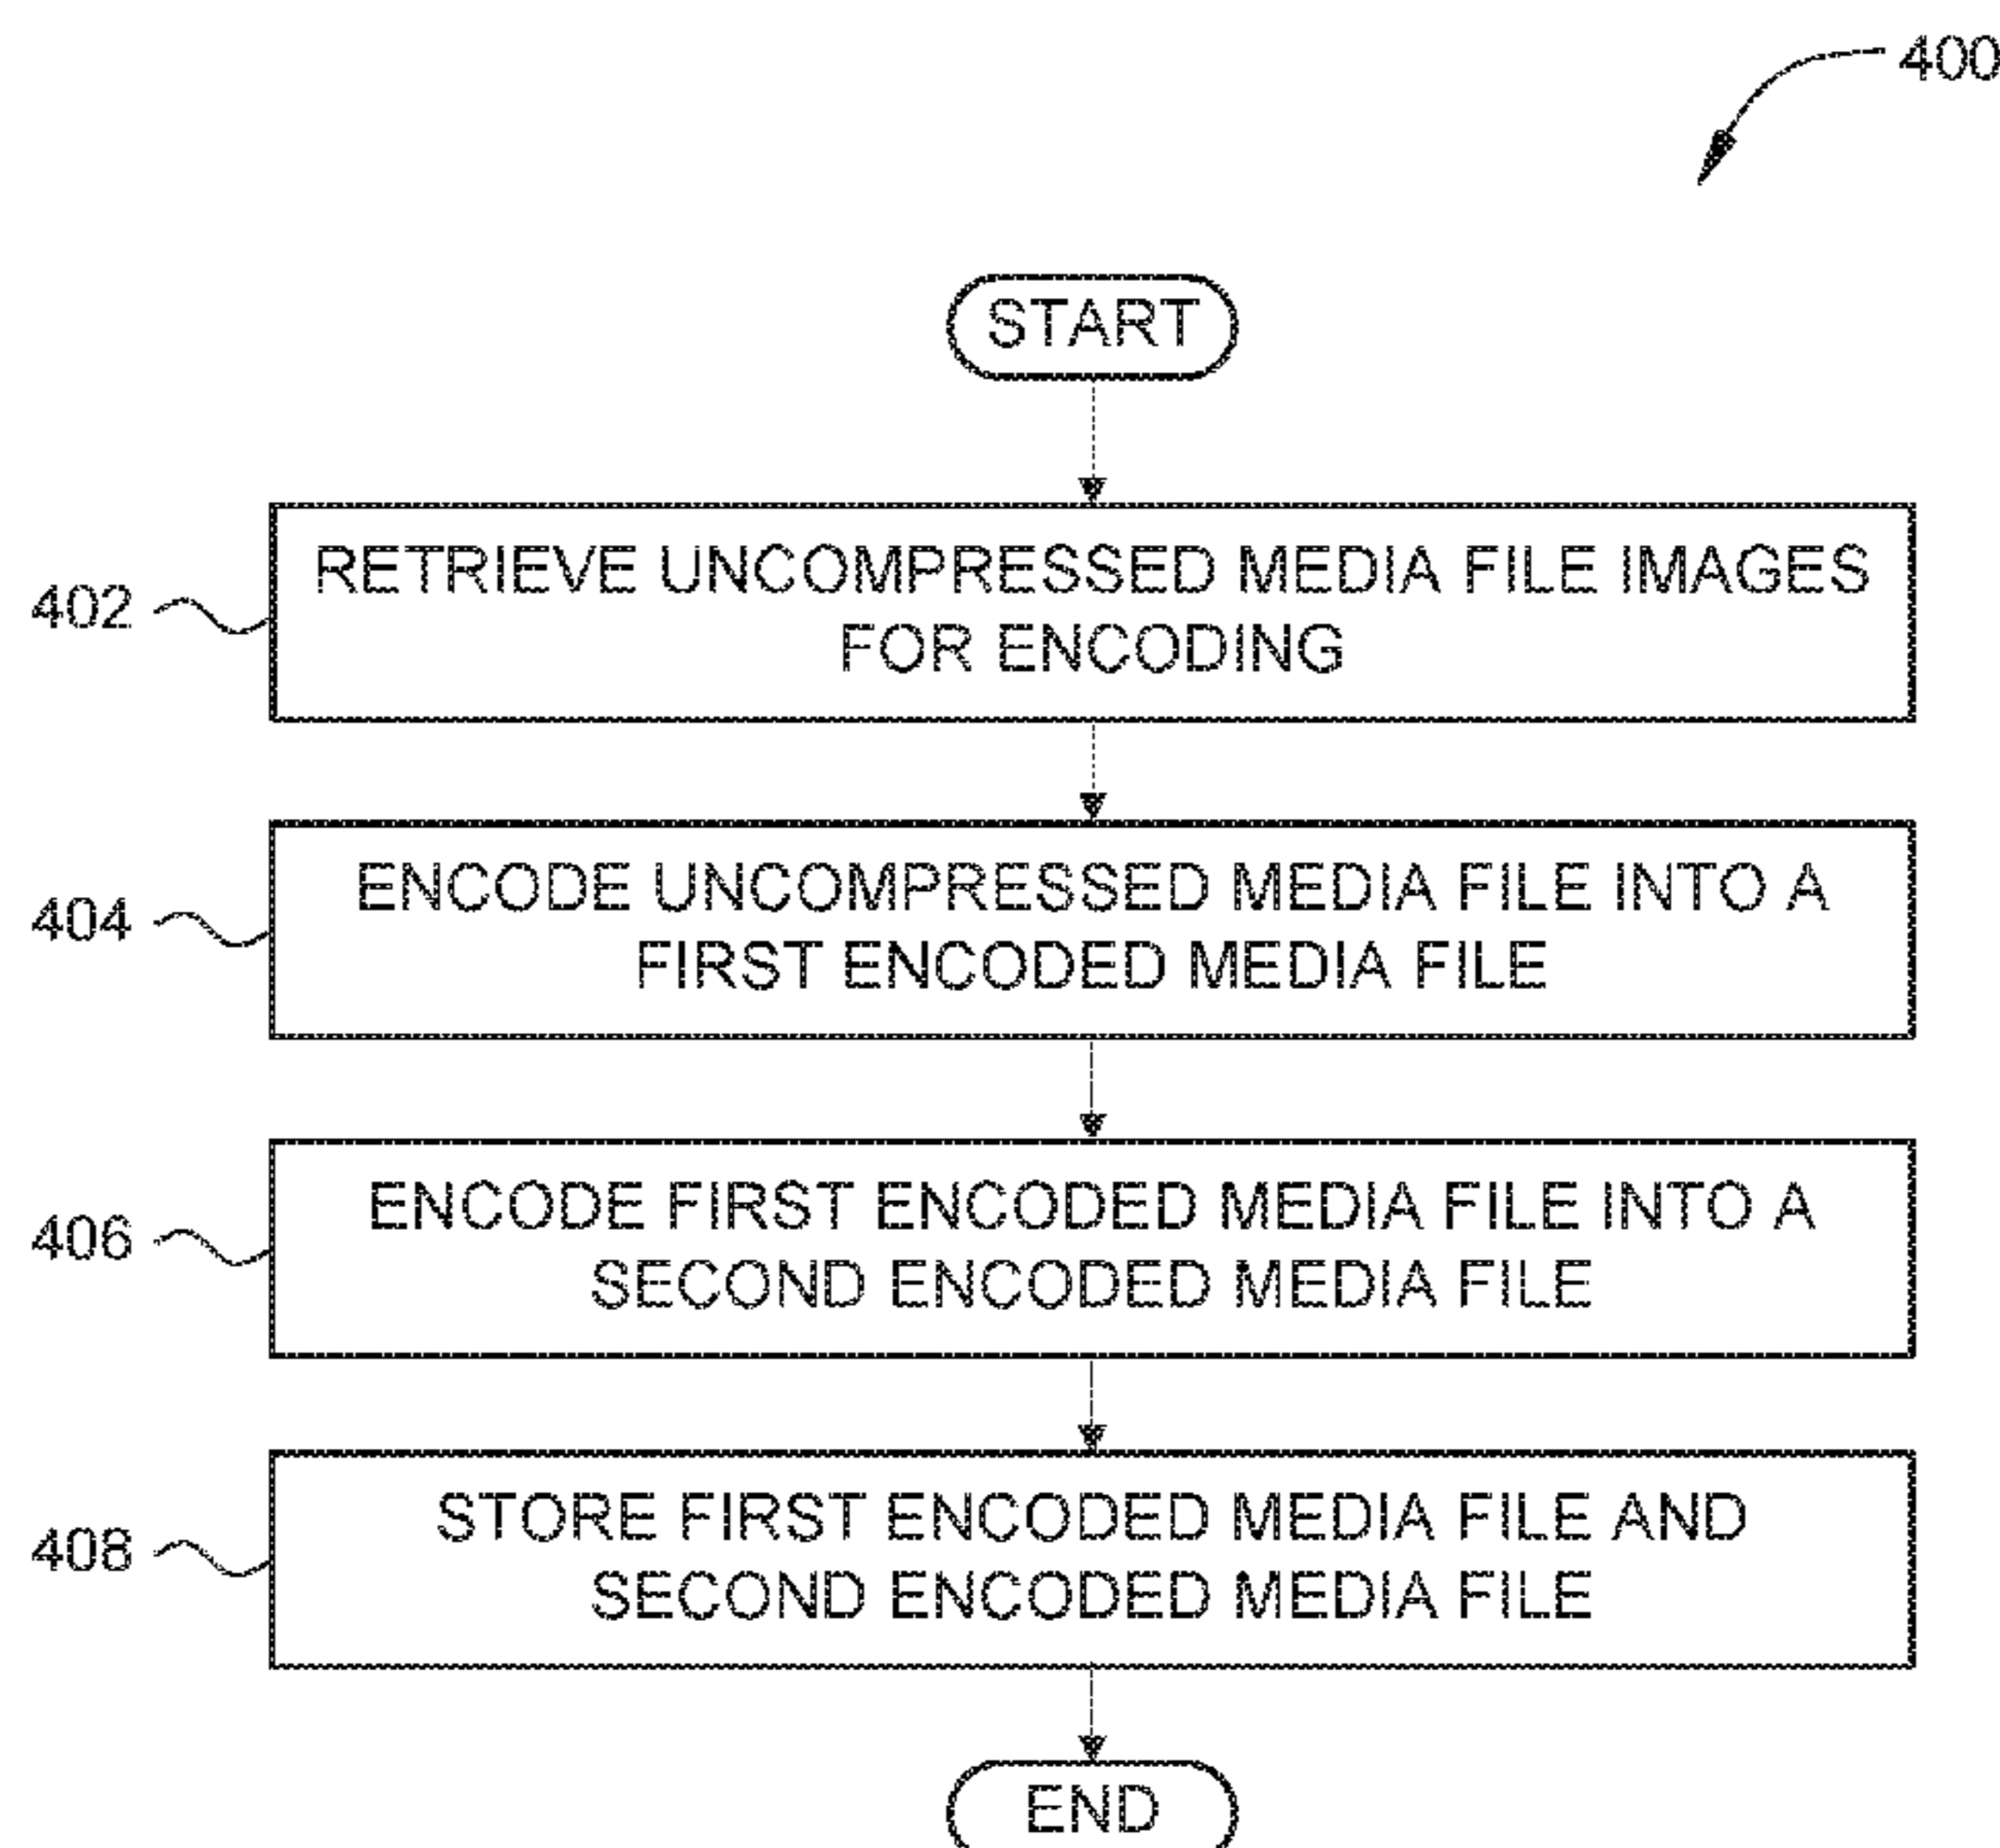 400
START
402
RETRIEVE UNCOMPRESSED MEDIA FILE IMAGES
FOR ENCODING
404
ENCODE UNCOMPRESSED MEDIA FILE INTO A
FIRST ENCODED MEDIA FILE
406
ENCODE FIRST ENCODED MEDIA FILE INTO A
SECOND ENCODED MEDIA FILE
408
STORE FIRST ENCODED MEDIA FILE AND
SECOND ENCODED MEDIA FILE
END